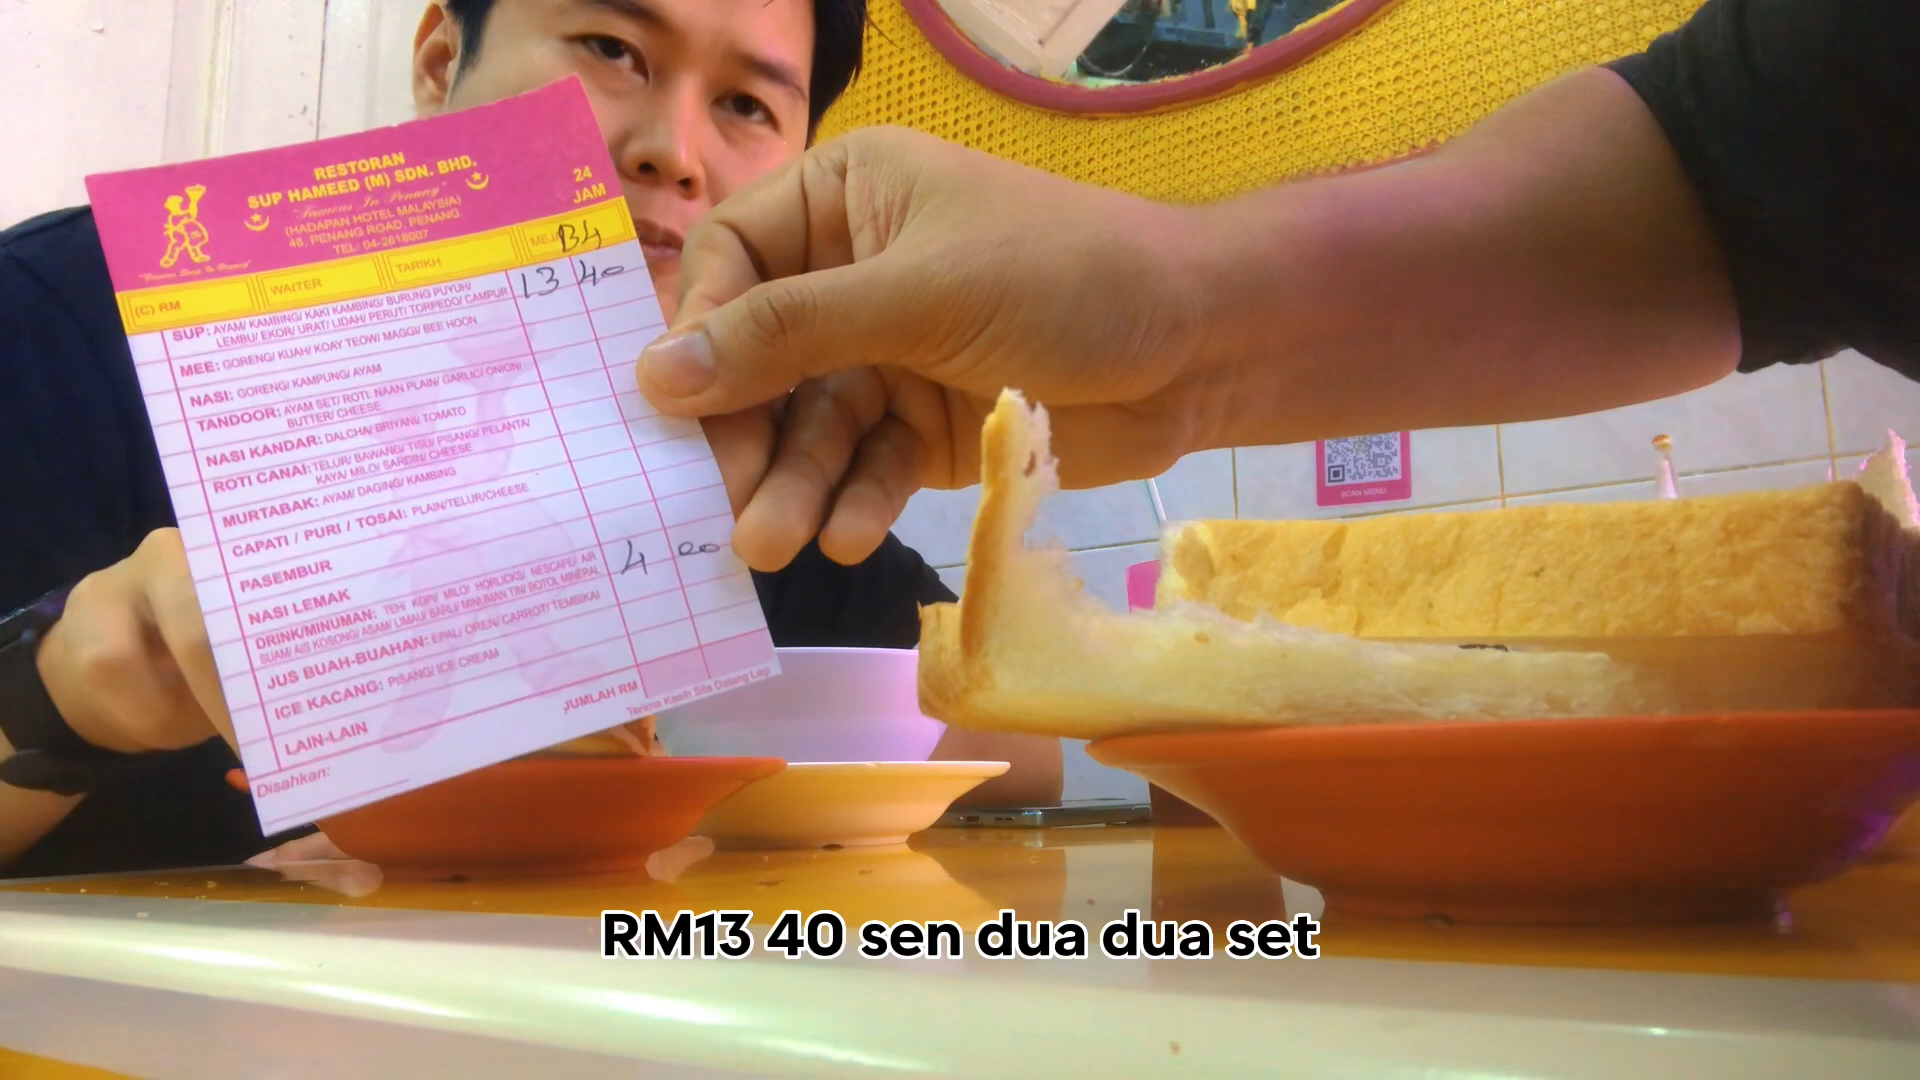 RESTORAN
SUP HAMEED (M) SDN. BHD.
"Famous In Penang"
(HADAPAN HOTEL MALAYSIA)
48, PENANG ROAD, PENANG.
TEL: 04-2618007
24
JAM
(C) RM
WAITER
TARIKH
MEJA B4
SUP: AYAM/ KAMBING/ KAKI KAMBING/ BURUNG PUYUH/ 13 40
LEMBU/ EKOR/ URAT/ LIDAH/ PERUT/ TORPEDO/ CAMPUR
MEE: GORENG/ KUAH/ KOAY TEOW/ MAGGI/ BEE HOON
NASI: GORENG/ KAMPUNG/ AYAM
TANDOOR: AYAM SET/ ROTI: NAAN PLAIN/ GARLIC/ ONION/
BUTTER/ CHEESE
NASI KANDAR: DALCHA/ BRIYANI/ TOMATO
ROTI CANAI: TELUR/ BAWANG/ TISU/ PISANG/ PELANTA/
KAYA/ MILO/ SARDIN/ CHEESE
MURTABAK: AYAM/ DAGING/ KAMBING
CAPATI / PURI / TOSAI: PLAIN/TELUR/CHEESE
PASEMBUR
NASI LEMAK
DRINK/MINUMAN: TEH/ KOPI/ MILO/ HORLICKS/ NESCAFE/ AIR 4 00
SUAM/ AIS KOSONG/ ASAM/ LIMAU/ BARLI/ MINUMAN TIN/ BOTOL MINERAL
JUS BUAH-BUAHAN: EPAL/ OREN/ CARROT/ TEMBIKAI
ICE KACANG: PISANG/ ICE CREAM
LAIN-LAIN
JUMLAH RM
Disahkan:
Terima Kasih Sila Datang Lagi
SCAN MENU
RM13 40 sen dua dua set